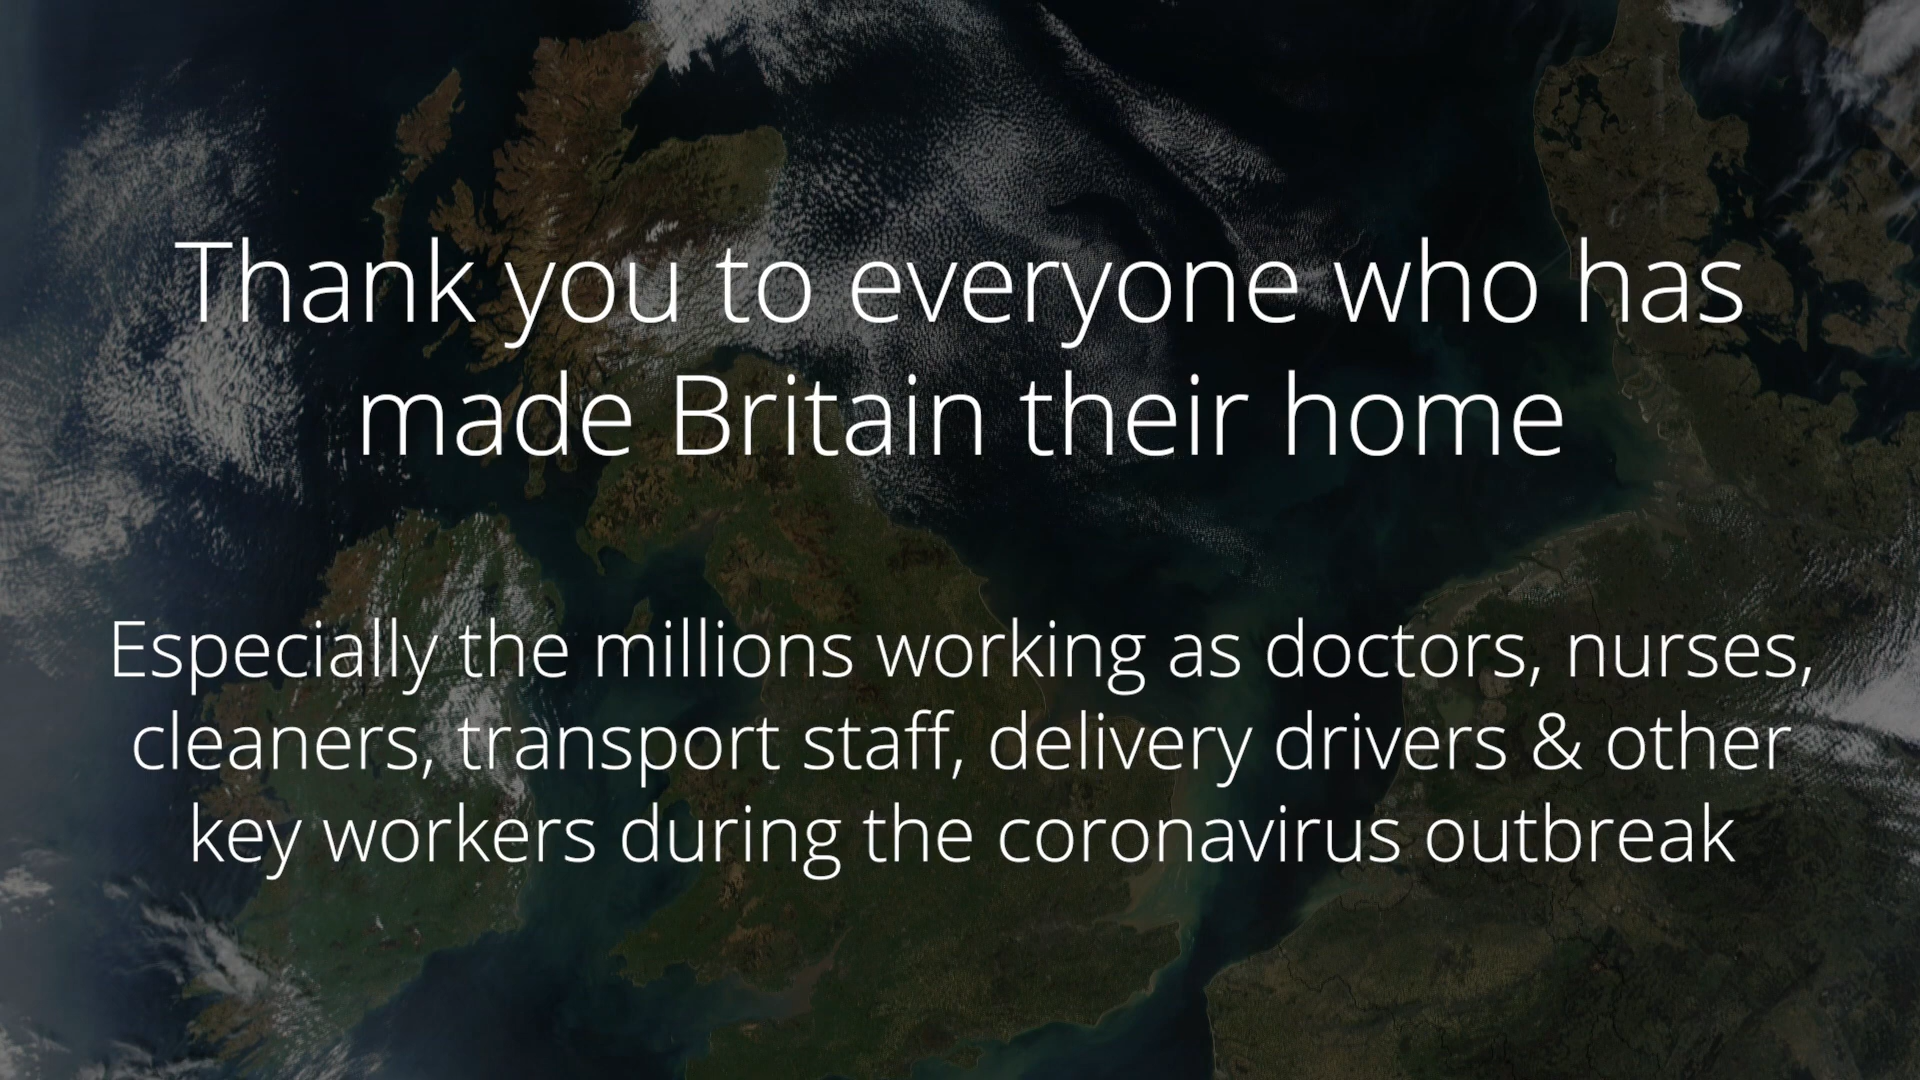 Thank you to everyone who has
made Britain their home
Especially the millions working as doctors, nurses,
cleaners, transport staff, delivery drivers & other
key workers during the coronavirus outbreak